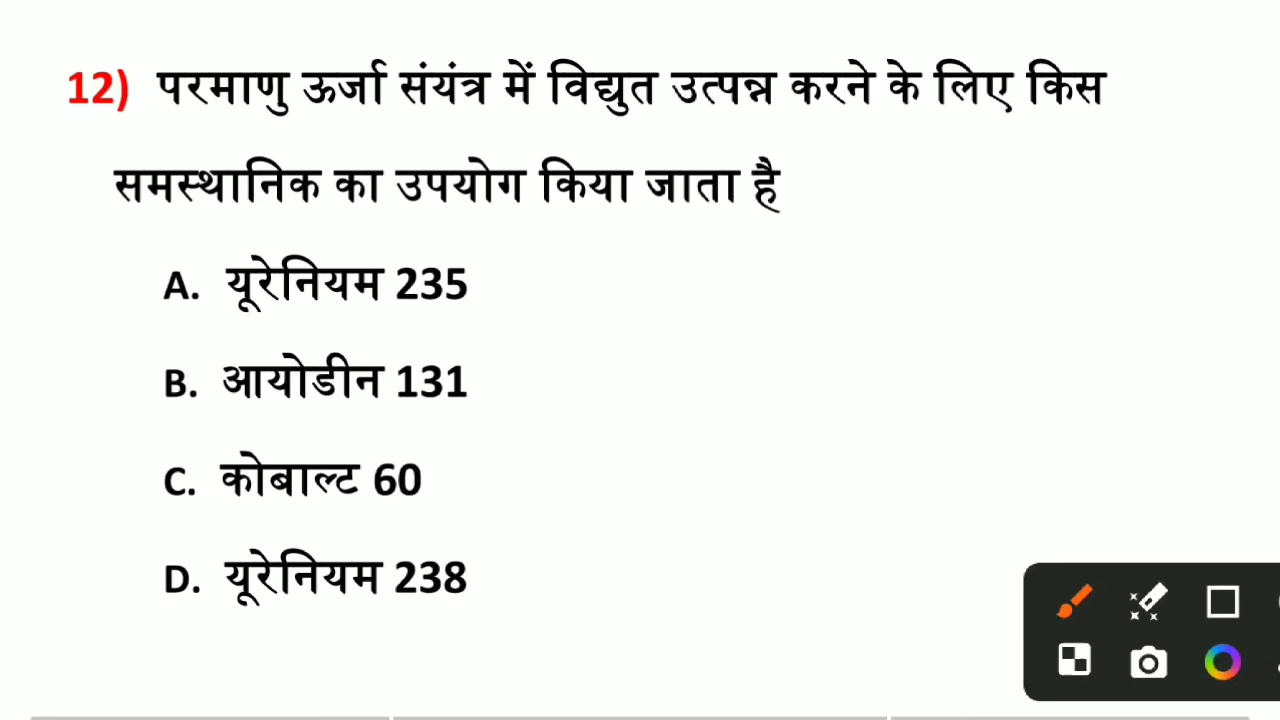 12) परमाणु ऊर्जा संयंत्र में विद्युत उत्पन्न करने के लिए किस
समस्थानिक का उपयोग किया जाता है
A. यूरेनियम 235
B. आयोडीन 131
C. कोबाल्ट 60
D. यूरेनियम 238